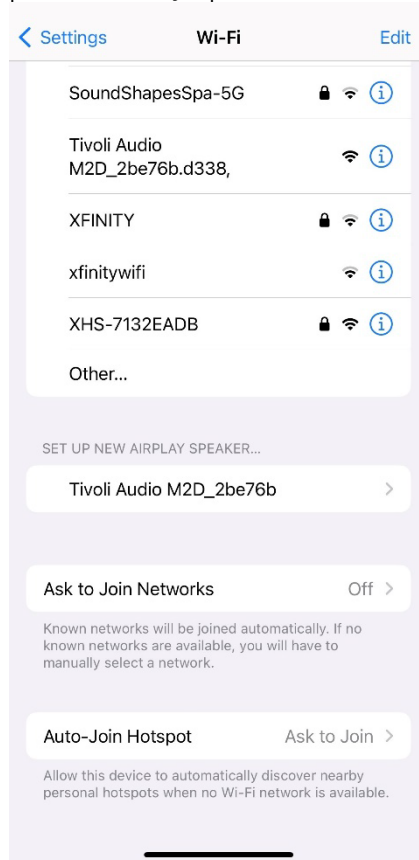 Settings Wi-Fi Edit
SoundShapesSpa-5G
Tivoli Audio
M2D_2be76b.d338,
XFINITY
xfinitywifi
XHS-7132EADB
Other...
SET UP NEW AIRPLAY SPEAKER...
Tivoli Audio M2D_2be76b
Ask to Join Networks Off
Known networks will be joined automatically. If no
known networks are available, you will have to
manually select a network.
Auto-Join Hotspot Ask to Join
Allow this device to automatically discover nearby
personal hotspots when no Wi-Fi network is available.